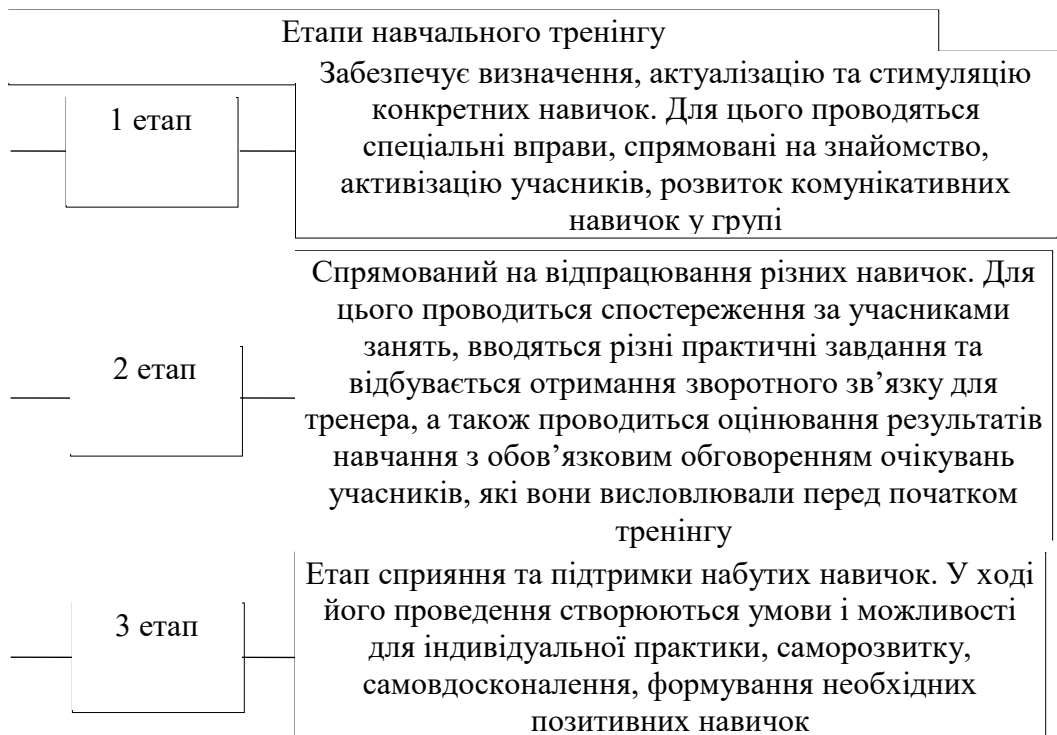 Етапи навчального тренінгу
1 етап
Забезпечує визначення, актуалізацію та стимуляцію
конкретних навичок. Для цього проводяться
спеціальні вправи, спрямовані на знайомство,
активізацію учасників, розвиток комунікативних
навичок у групі
2 етап
Спрямований на відпрацювання різних навичок. Для
цього проводиться спостереження за учасниками
занять, вводяться різні практичні завдання та
відбувається отримання зворотного зв’язку для
тренера, а також проводиться оцінювання результатів
навчання з обов’язковим обговоренням очікувань
учасників, які вони висловлювали перед початком
тренінгу
3 етап
Етап сприяння та підтримки набутих навичок. У ході
його проведення створюються умови і можливості
для індивідуальної практики, саморозвитку,
самовдосконалення, формування необхідних
позитивних навичок